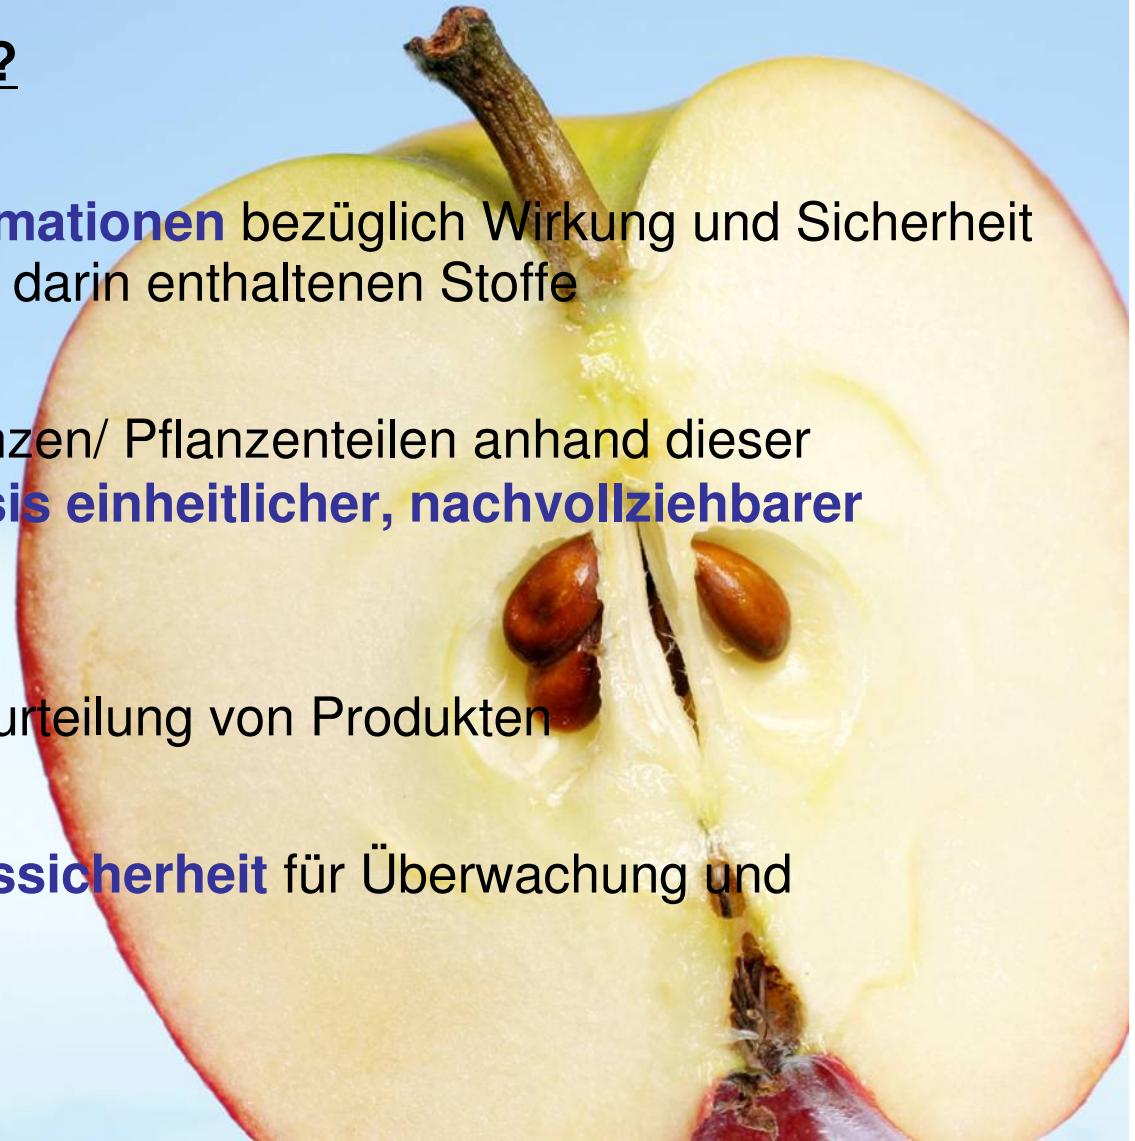 ?
mationen bezüglich Wirkung und Sicherheit
darin enthaltenen Stoffe
zen/ Pflanzenteilen anhand dieser
sis einheitlicher, nachvollziehbarer
urteilung von Produkten
ssicherheit für Überwachung und